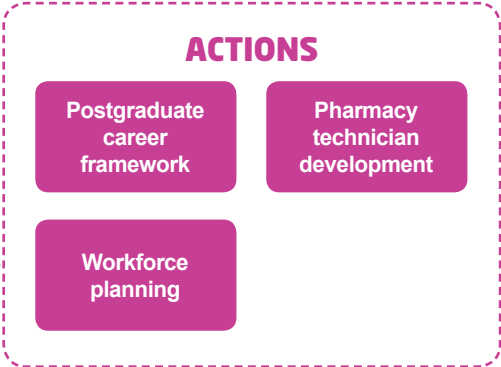 ACTIONS
Postgraduate
career
framework
Pharmacy
technician
development
Workforce
planning